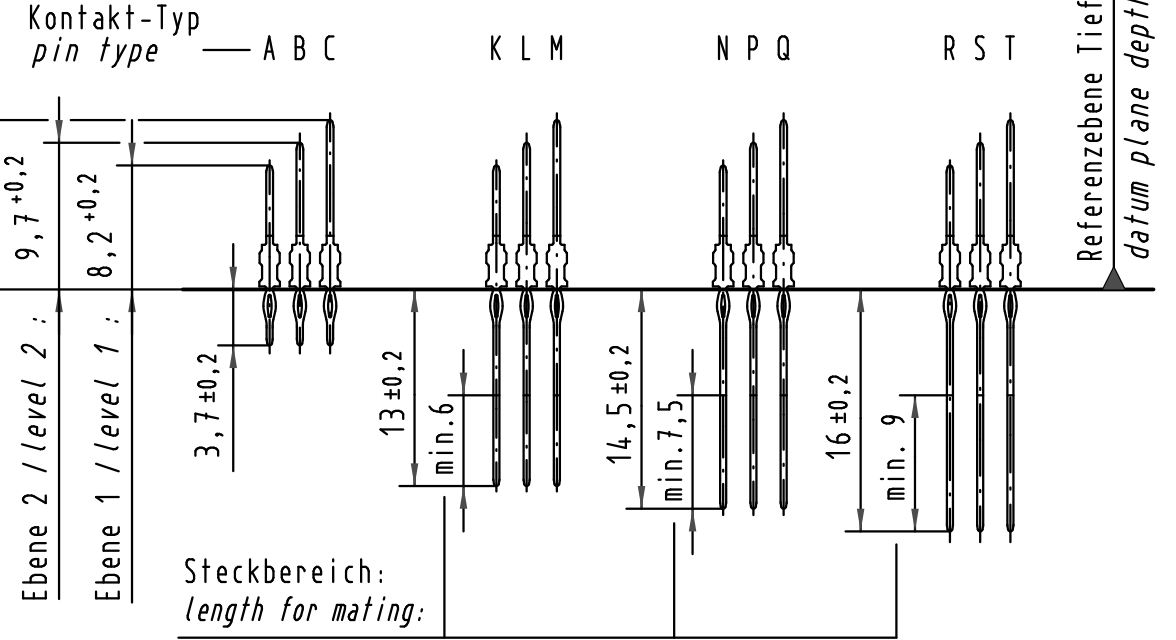 Kontakt-Typ
pin type
A B C
K L M
N P Q
R S T
Referenzebene Tief
datum plane dept
9,7+0,2
8,2+0,2
3,7±0,2
13±0,2
min.6
14,5±0,2
min.7,5
16±0,2
min. 9
Ebene 2 / level 2 :
Ebene 1 / level 1 :
Steckbereich:
length for mating: